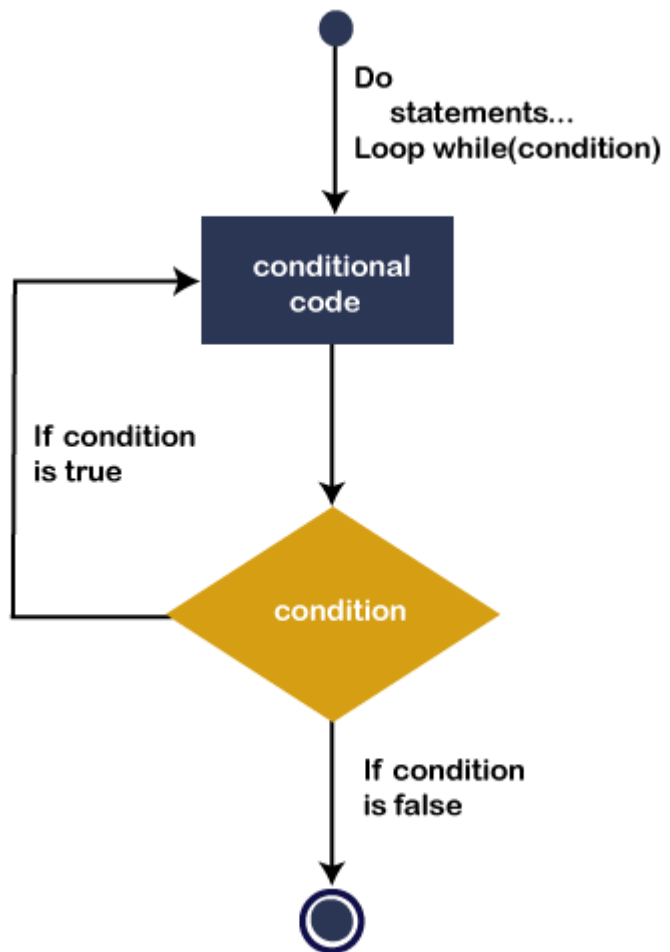 Do
statements...
Loop while(condition)
conditional
code
If condition
is true
condition
If condition
is false